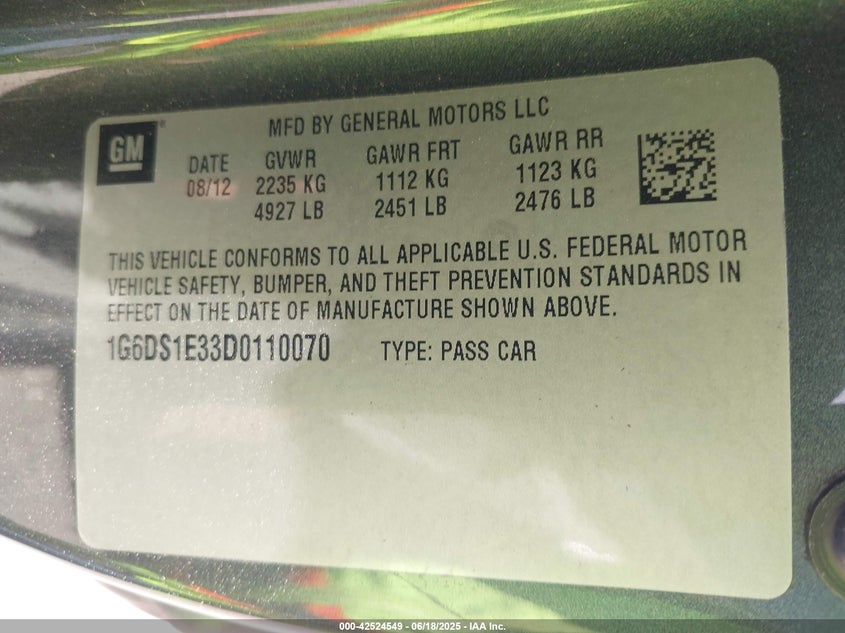 GM
MFD BY GENERAL MOTORS LLC
DATE GVWR GAWR FRT GAWR RR
08/12 2235 KG 1112 KG 1123 KG
4927 LB 2451 LB 2476 LB
THIS VEHICLE CONFORMS TO ALL APPLICABLE U.S. FEDERAL MOTOR
VEHICLE SAFETY, BUMPER, AND THEFT PREVENTION STANDARDS IN
EFFECT ON THE DATE OF MANUFACTURE SHOWN ABOVE.
1G6DS1E33D0110070 TYPE: PASS CAR
000-42524549 - 06/18/2025 - IAA Inc.